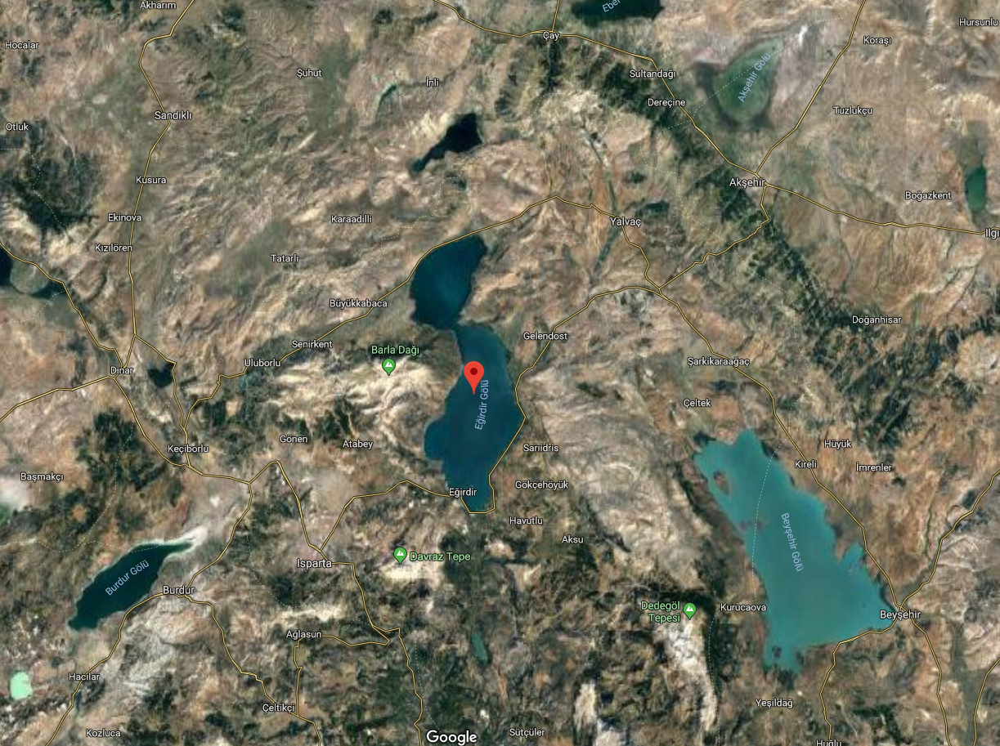 Akharım
Eber
Hursunlu
Hocalar
Çay
Koraşı
Şuhut
İnli
Sultandağı
Akşehir Gölü
Dereçine
Tuzlukçu
Sandıklı
Otluk
Kusura
Akşehir
Boğazkent
Ekinova
Karaadilli
Yalvaç
Ilgı
Kızılören
Tatarlı
Büyükkabaca
Doğanhisar
Senirkent
Gelendost
Barla Dağı
Uluborlu
Şarkikaraağaç
Dinar
Eğirdir Gölü
Çeltek
Gönen
Atabey
Keçiborlu
Sarıidris
Hüyük
Kıreli
İmrenler
Başmakçı
Gökçehöyük
Eğirdir
Havutlu
Aksu
Beyşehir Gölü
Davraz Tepe
Isparta
Burdur Gölü
Burdur
Dedegöl
Tepesi
Kurucaova
Beyşehir
Ağlasun
Hacılar
Çeltikçi
Yeşildağ
Kozluca
Sütçüler
Google
Huğlu